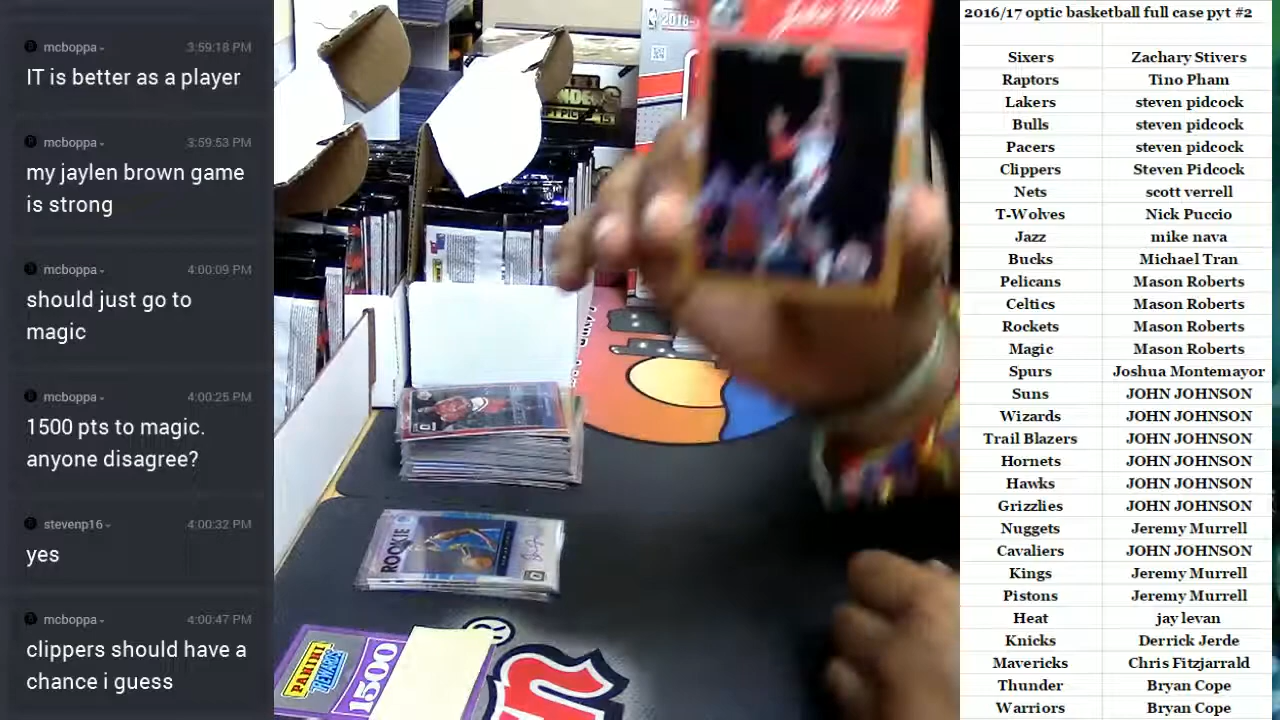 mcboppa 3:59:18 PM
IT is better as a player
mcboppa 3:59:53 PM
my jaylen brown game
is strong
mcboppa 4:00:09 PM
should just go to
magic
mcboppa 4:00:25 PM
1500 pts to magic.
anyone disagree?
stevenp16 4:00:32 PM
yes
mcboppa 4:00:47 PM
clippers should have a
chance i guess
John Wall
2016-
ROOKIE
PANINI
REWARDS
1500
2016/17 optic basketball full case pyt #2
Sixers Zachary Stivers
Raptors Tino Pham
Lakers steven pidcock
Bulls steven pidcock
Pacers steven pidcock
Clippers Steven Pidcock
Nets scott verrell
T-Wolves Nick Puccio
Jazz mike nava
Bucks Michael Tran
Pelicans Mason Roberts
Celtics Mason Roberts
Rockets Mason Roberts
Magic Mason Roberts
Spurs Joshua Montemayor
Suns JOHN JOHNSON
Wizards JOHN JOHNSON
Trail Blazers JOHN JOHNSON
Hornets JOHN JOHNSON
Hawks JOHN JOHNSON
Grizzlies JOHN JOHNSON
Nuggets Jeremy Murrell
Cavaliers JOHN JOHNSON
Kings Jeremy Murrell
Pistons Jeremy Murrell
Heat jay levan
Knicks Derrick Jerde
Mavericks Chris Fitzjarrald
Thunder Bryan Cope
Warriors Bryan Cope